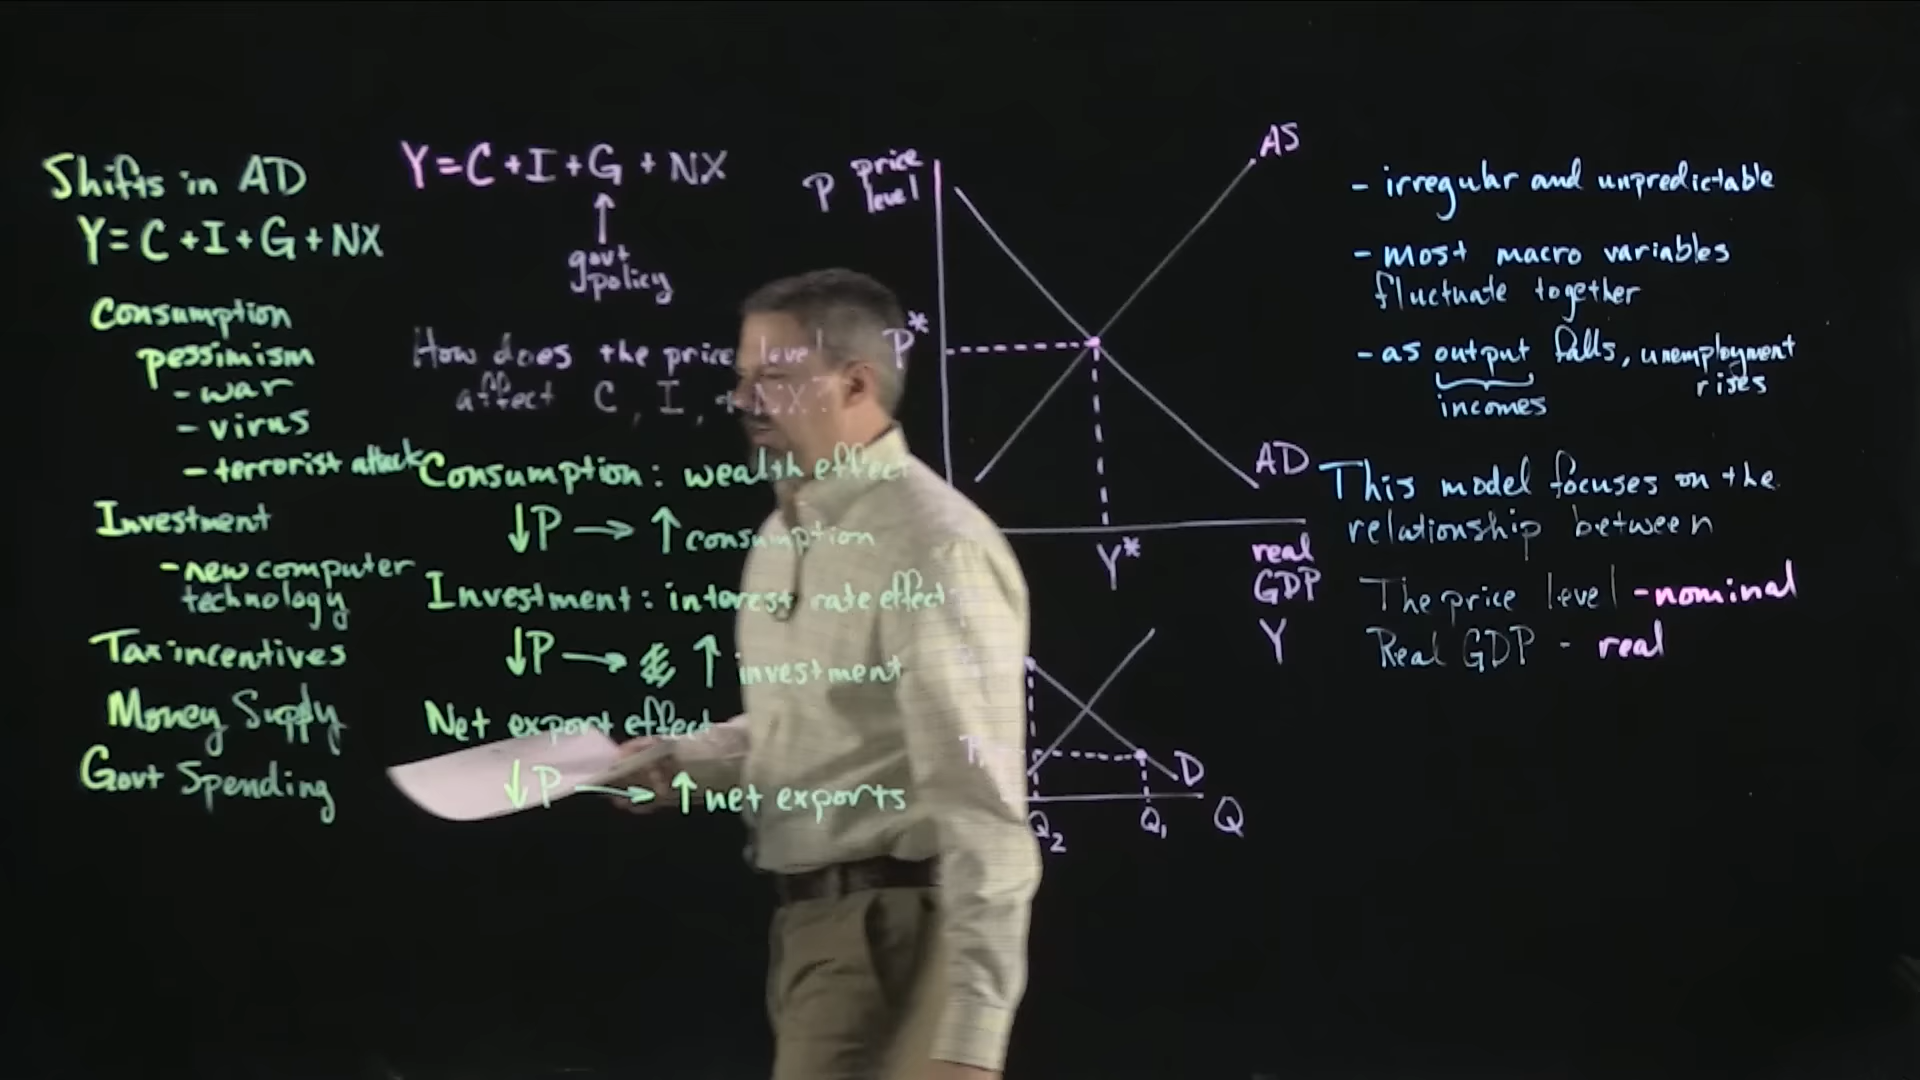 Shifts in AD
Y=C+I+G+NX
Consumption
pessimism
- war
- virus
- terrorist attack
Investment
- new computer
technology
Tax incentives
Money Supply
Govt Spending
Y=C+I+G+NX
govt
policy
How does the price level
affect C, I, + NX?
Consumption: wealth effect
↓P → ↑ consumption
Investment: interest rate effect
↓P → ↑ investment
Net export effect
↓P → ↑ net exports
P price
level
AS
P*
AD
Y*
real
GDP
Y
D
Q2 Q1 Q
- irregular and unpredictable
- most macro variables
fluctuate together
- as output falls, unemployment
rises
incomes
This model focuses on the
relationship between
The price level - nominal
Real GDP - real